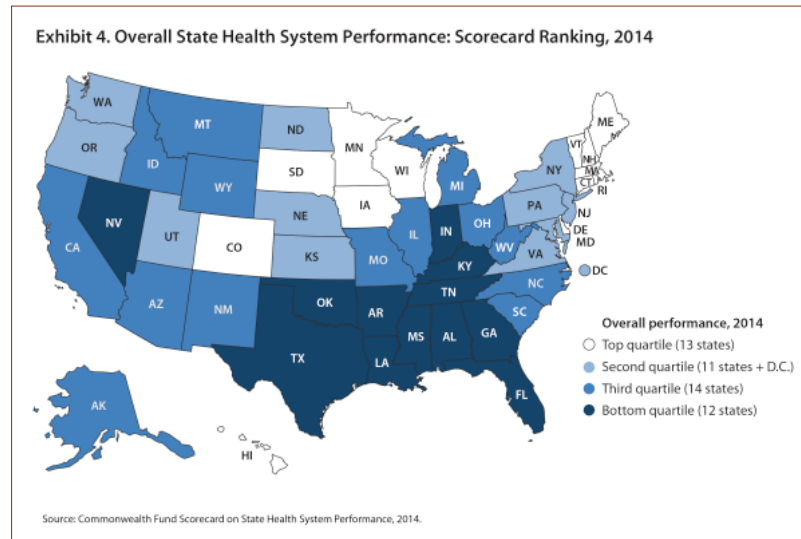 Exhibit 4. Overall State Health System Performance: Scorecard Ranking, 2014
WA
MT
ND
MN
ME
VT
NH
OR
ID
SD
WI
NY
MA
CT
RI
WY
MI
IA
PA
NJ
NE
NV
OH
DE
IN
IL
MD
UT
CO
WV
VA
CA
KS
MO
KY
DC
NC
TN
OK
AZ
NM
AR
SC
MS
AL
GA
TX
LA
FL
AK
HI
Overall performance, 2014
Top quartile (13 states)
Second quartile (11 states + D.C.)
Third quartile (14 states)
Bottom quartile (12 states)
Source: Commonwealth Fund Scorecard on State Health System Performance, 2014.